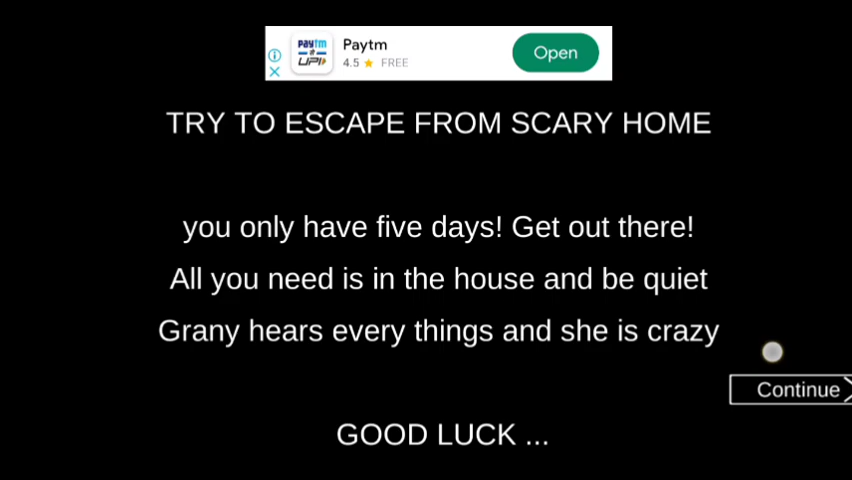 Paytm
paytm
UPI
4.5 ★ FREE
Open
TRY TO ESCAPE FROM SCARY HOME
you only have five days! Get out there!
All you need is in the house and be quiet
Grany hears every things and she is crazy
Continue
GOOD LUCK ...